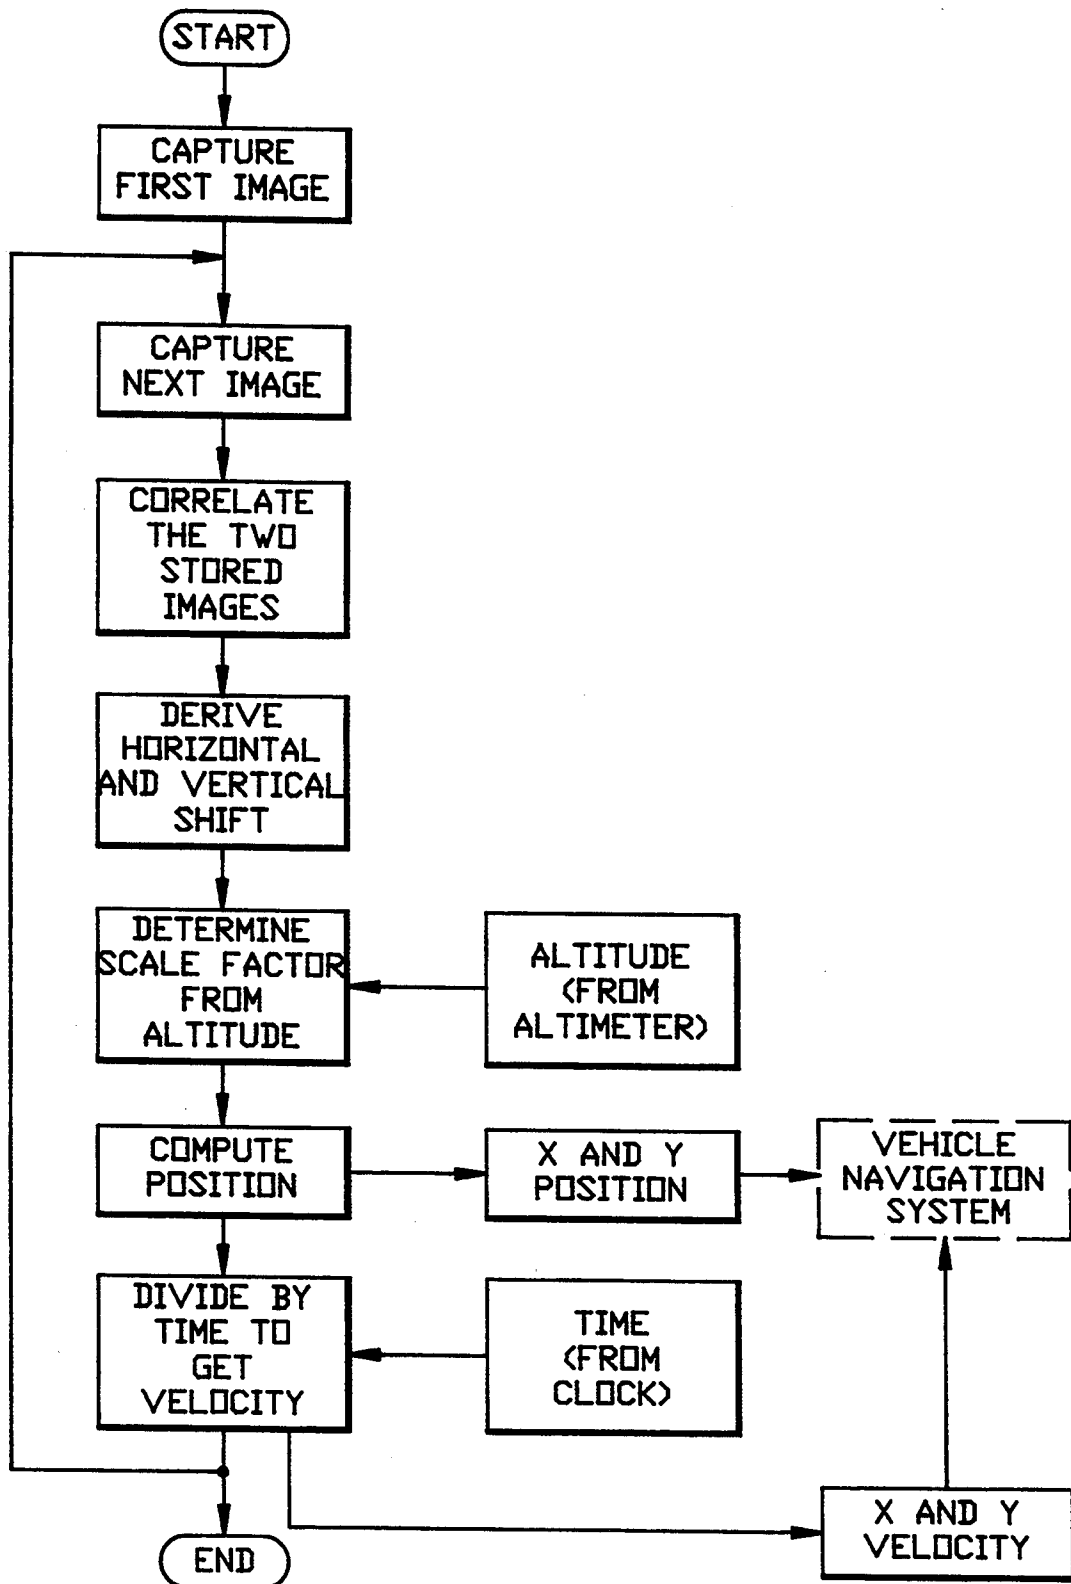 START
CAPTURE
FIRST IMAGE
CAPTURE
NEXT IMAGE
CORRELATE
THE TWO
STORED
IMAGES
DERIVE
HORIZONTAL
AND VERTICAL
SHIFT
DETERMINE
SCALE FACTOR
FROM
ALTITUDE
ALTITUDE
(FROM
ALTIMETER)
COMPUTE
POSITION
X AND Y
POSITION
VEHICLE
NAVIGATION
SYSTEM
DIVIDE BY
TIME TO
GET
VELOCITY
TIME
(FROM
CLOCK)
X AND Y
VELOCITY
END